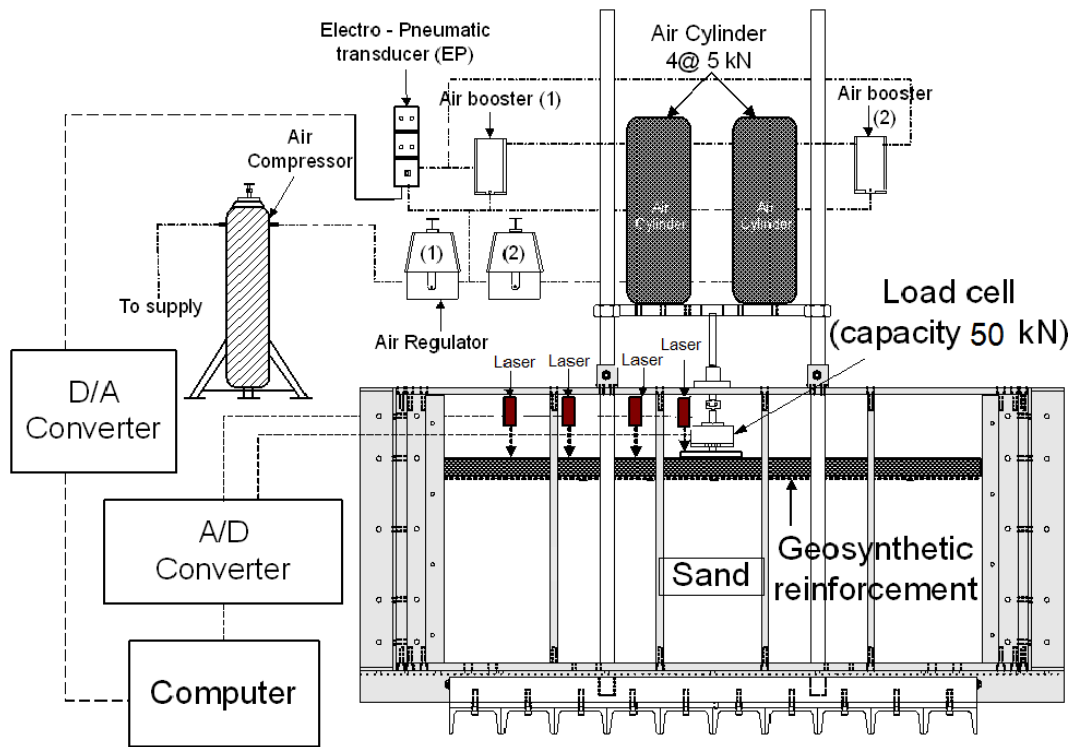 Electro - Pneumatic
transducer (EP)
Air Cylinder
4@ 5 kN
Air booster (1)
Air booster
(2)
Air
Compressor
Air
Cylinder
Air
Cylinder
(1)
(2)
To supply
Air Regulator
Load cell
(capacity 50 kN)
Laser
Laser
Laser
Laser
D/A
Converter
A/D
Converter
Geosynthetic
reinforcement
Sand
Computer